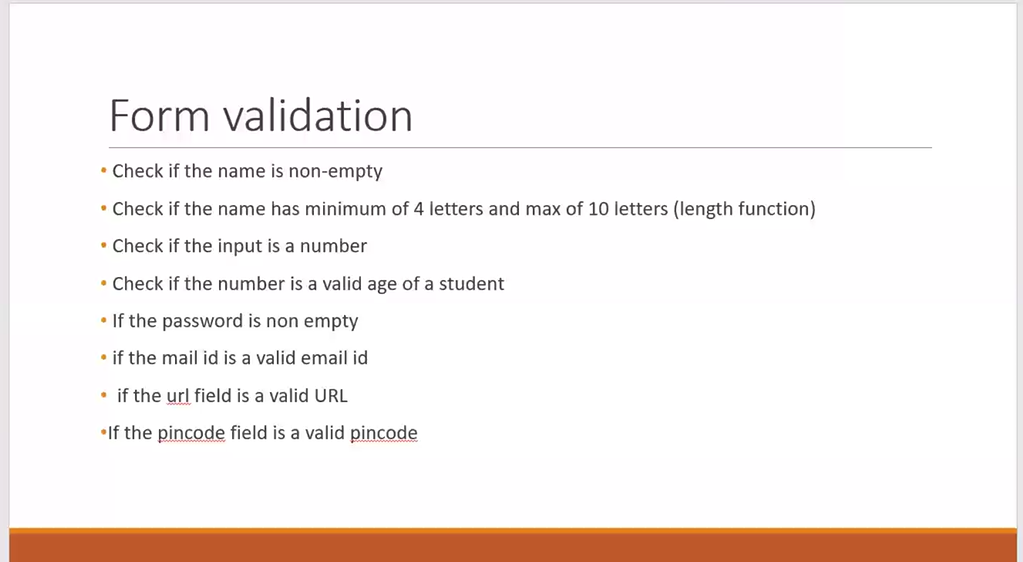 Form validation
• Check if the name is non-empty
• Check if the name has minimum of 4 letters and max of 10 letters (length function)
• Check if the input is a number
• Check if the number is a valid age of a student
• If the password is non empty
• if the mail id is a valid email id
• if the url field is a valid URL
•If the pincode field is a valid pincode